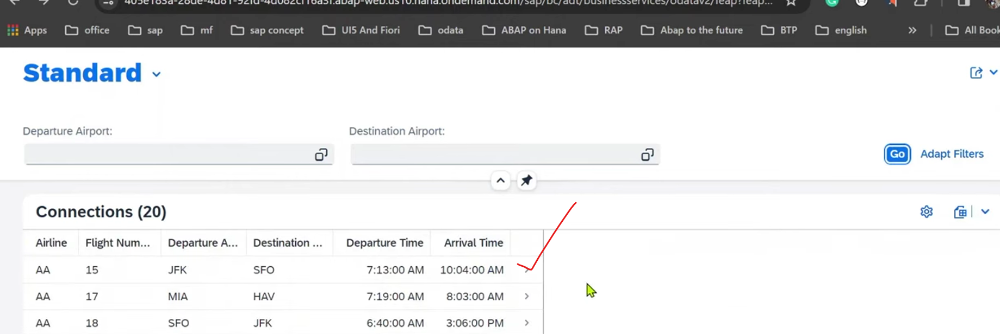 .abap-web.us10.hana.ondemand.com/sap/bc/adt/businessservices/odatav2/feap?feap...
Apps office sap mf sap concept UI5 And Fiori odata ABAP on Hana RAP Abap to the future BTP english » All Book
Standard
Departure Airport: Destination Airport:
Go Adapt Filters
Connections (20)
Airline Flight Num... Departure A... Destination ... Departure Time Arrival Time
AA 15 JFK SFO 7:13:00 AM 10:04:00 AM
AA 17 MIA HAV 7:19:00 AM 8:03:00 AM
AA 18 SFO JFK 6:40:00 AM 3:06:00 PM